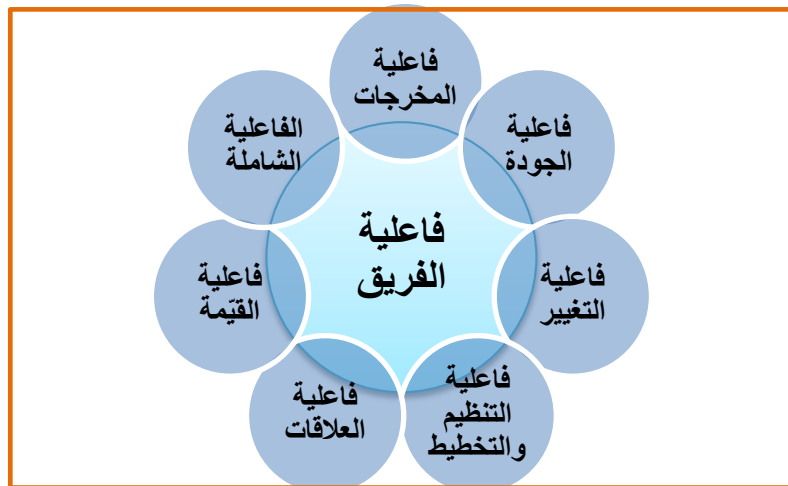 فاعلية
المخرجات
فاعلية
الجودة
فاعلية
التغيير
فاعلية
التنظيم
والتخطيط
فاعلية
العلاقات
فاعلية
القيّمة
الفاعلية
الشاملة
فاعلية
الفريق